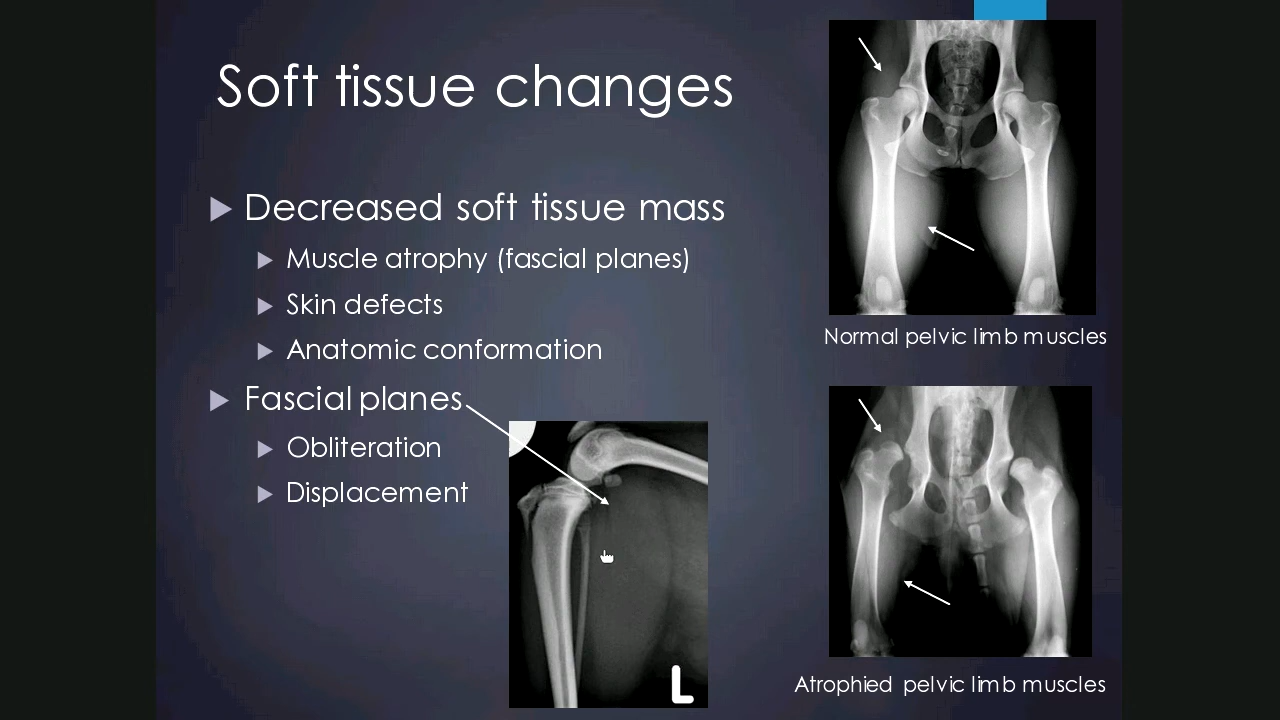 Soft tissue changes
Decreased soft tissue mass
Muscle atrophy (fascial planes)
Skin defects
Anatomic conformation
Fascial planes
Obliteration
Displacement
L
Normal pelvic limb muscles
Atrophied pelvic limb muscles